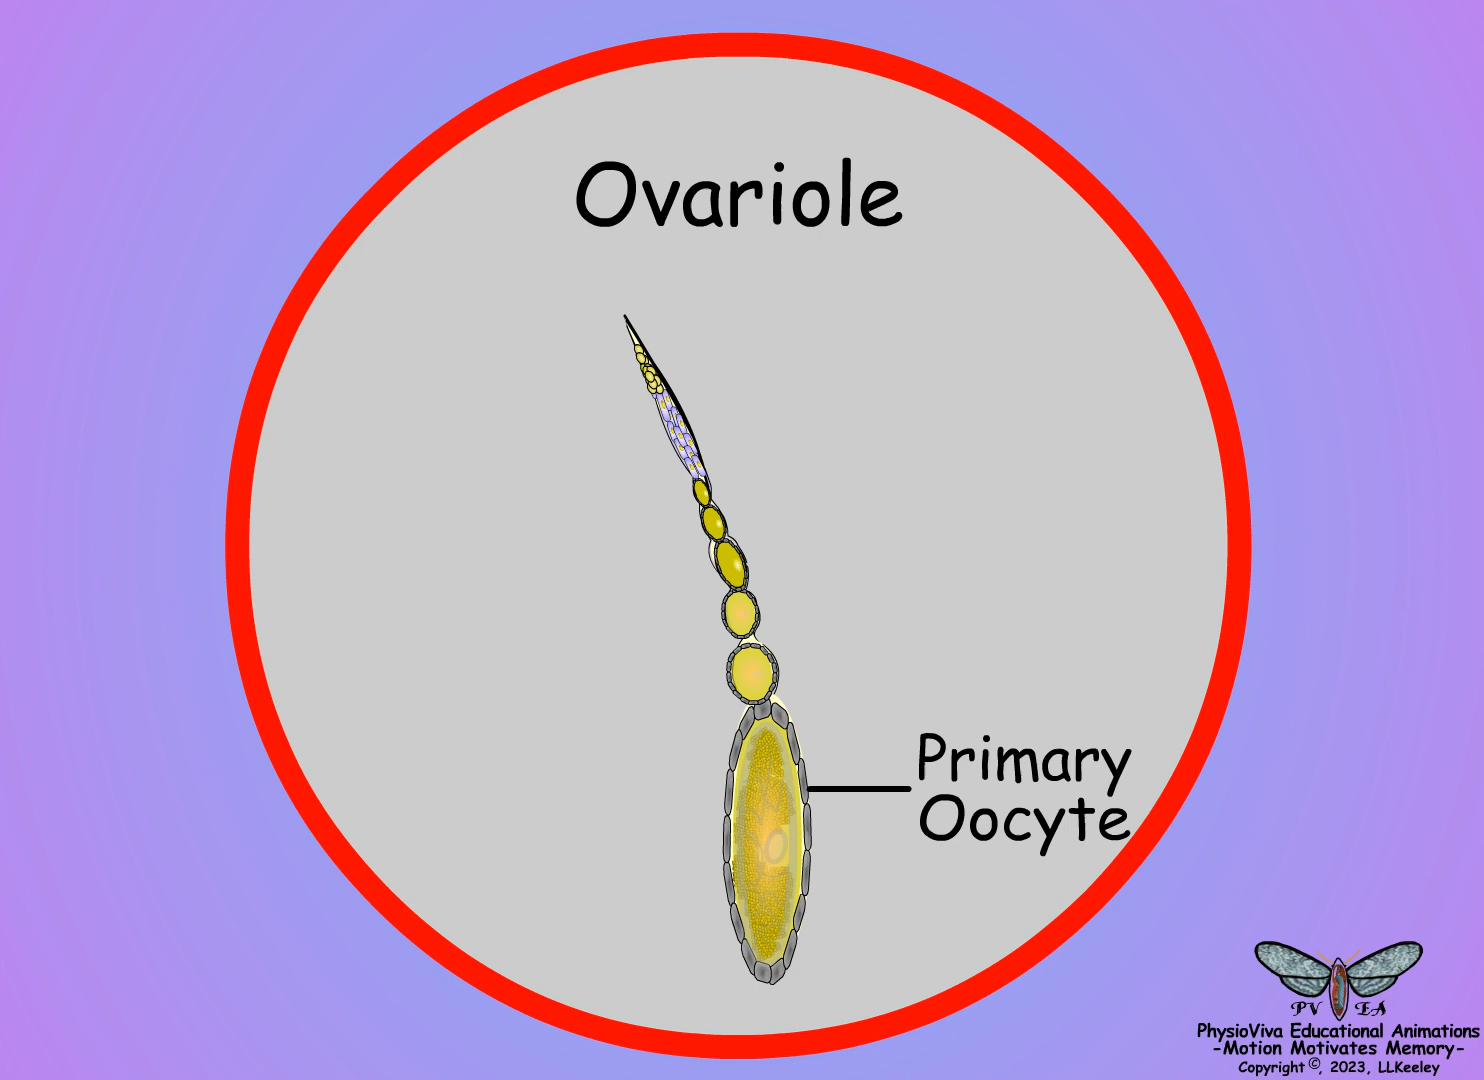 Ovariole
Primary
Oocyte
PV EA
PhysioViva Educational Animations
-Motion Motivates Memory-
Copyright ©, 2023, LLKeeley